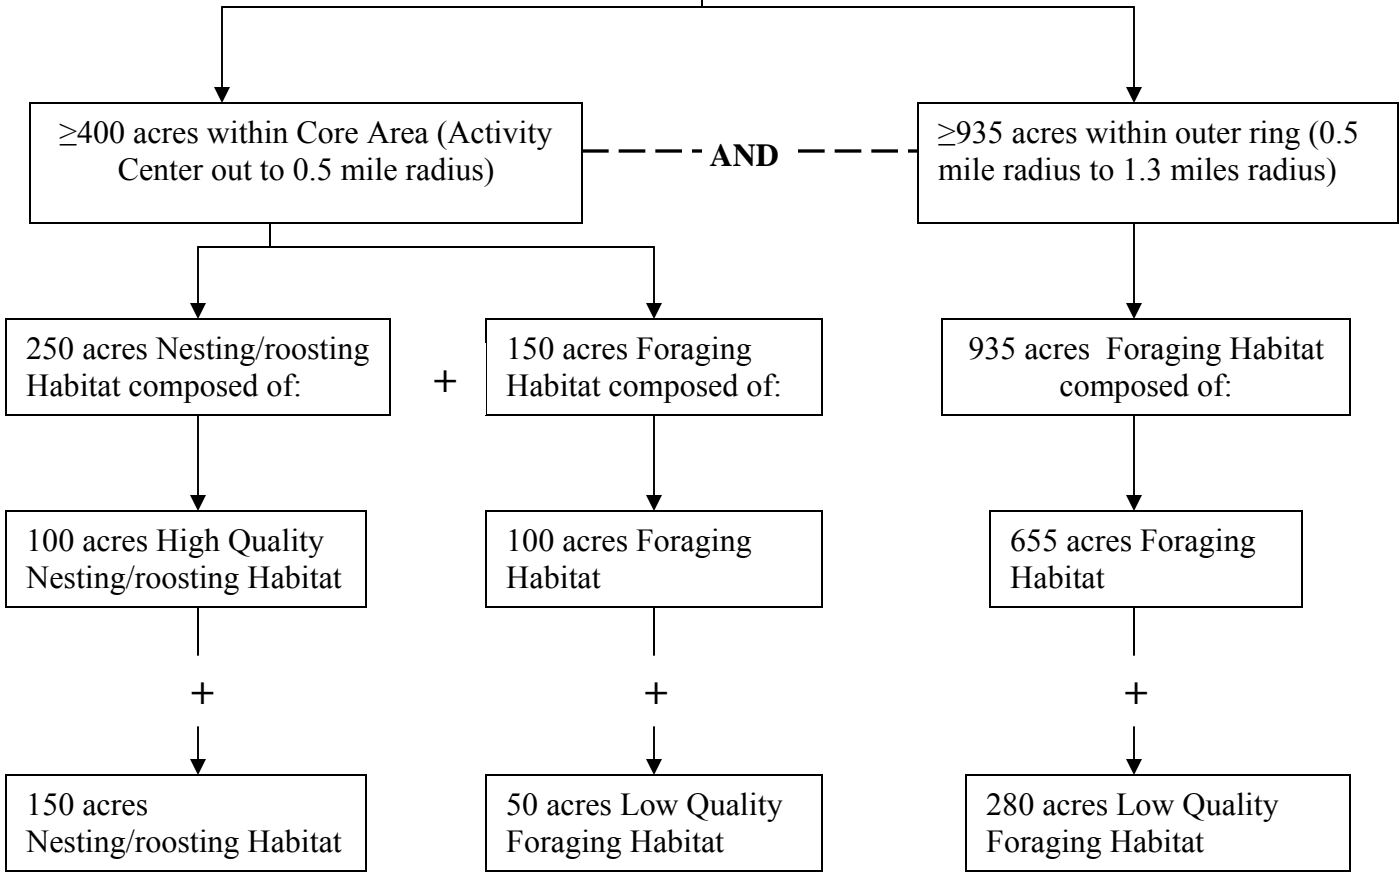 ≥400 acres within Core Area (Activity
Center out to 0.5 mile radius)
AND
≥935 acres within outer ring (0.5
mile radius to 1.3 miles radius)
250 acres Nesting/roosting
Habitat composed of:
+
150 acres Foraging
Habitat composed of:
935 acres  Foraging Habitat
composed of:
100 acres High Quality
Nesting/roosting Habitat
100 acres Foraging
Habitat
655 acres Foraging
Habitat
+
+
+
150 acres
Nesting/roosting Habitat
50 acres Low Quality
Foraging Habitat
280 acres Low Quality
Foraging Habitat